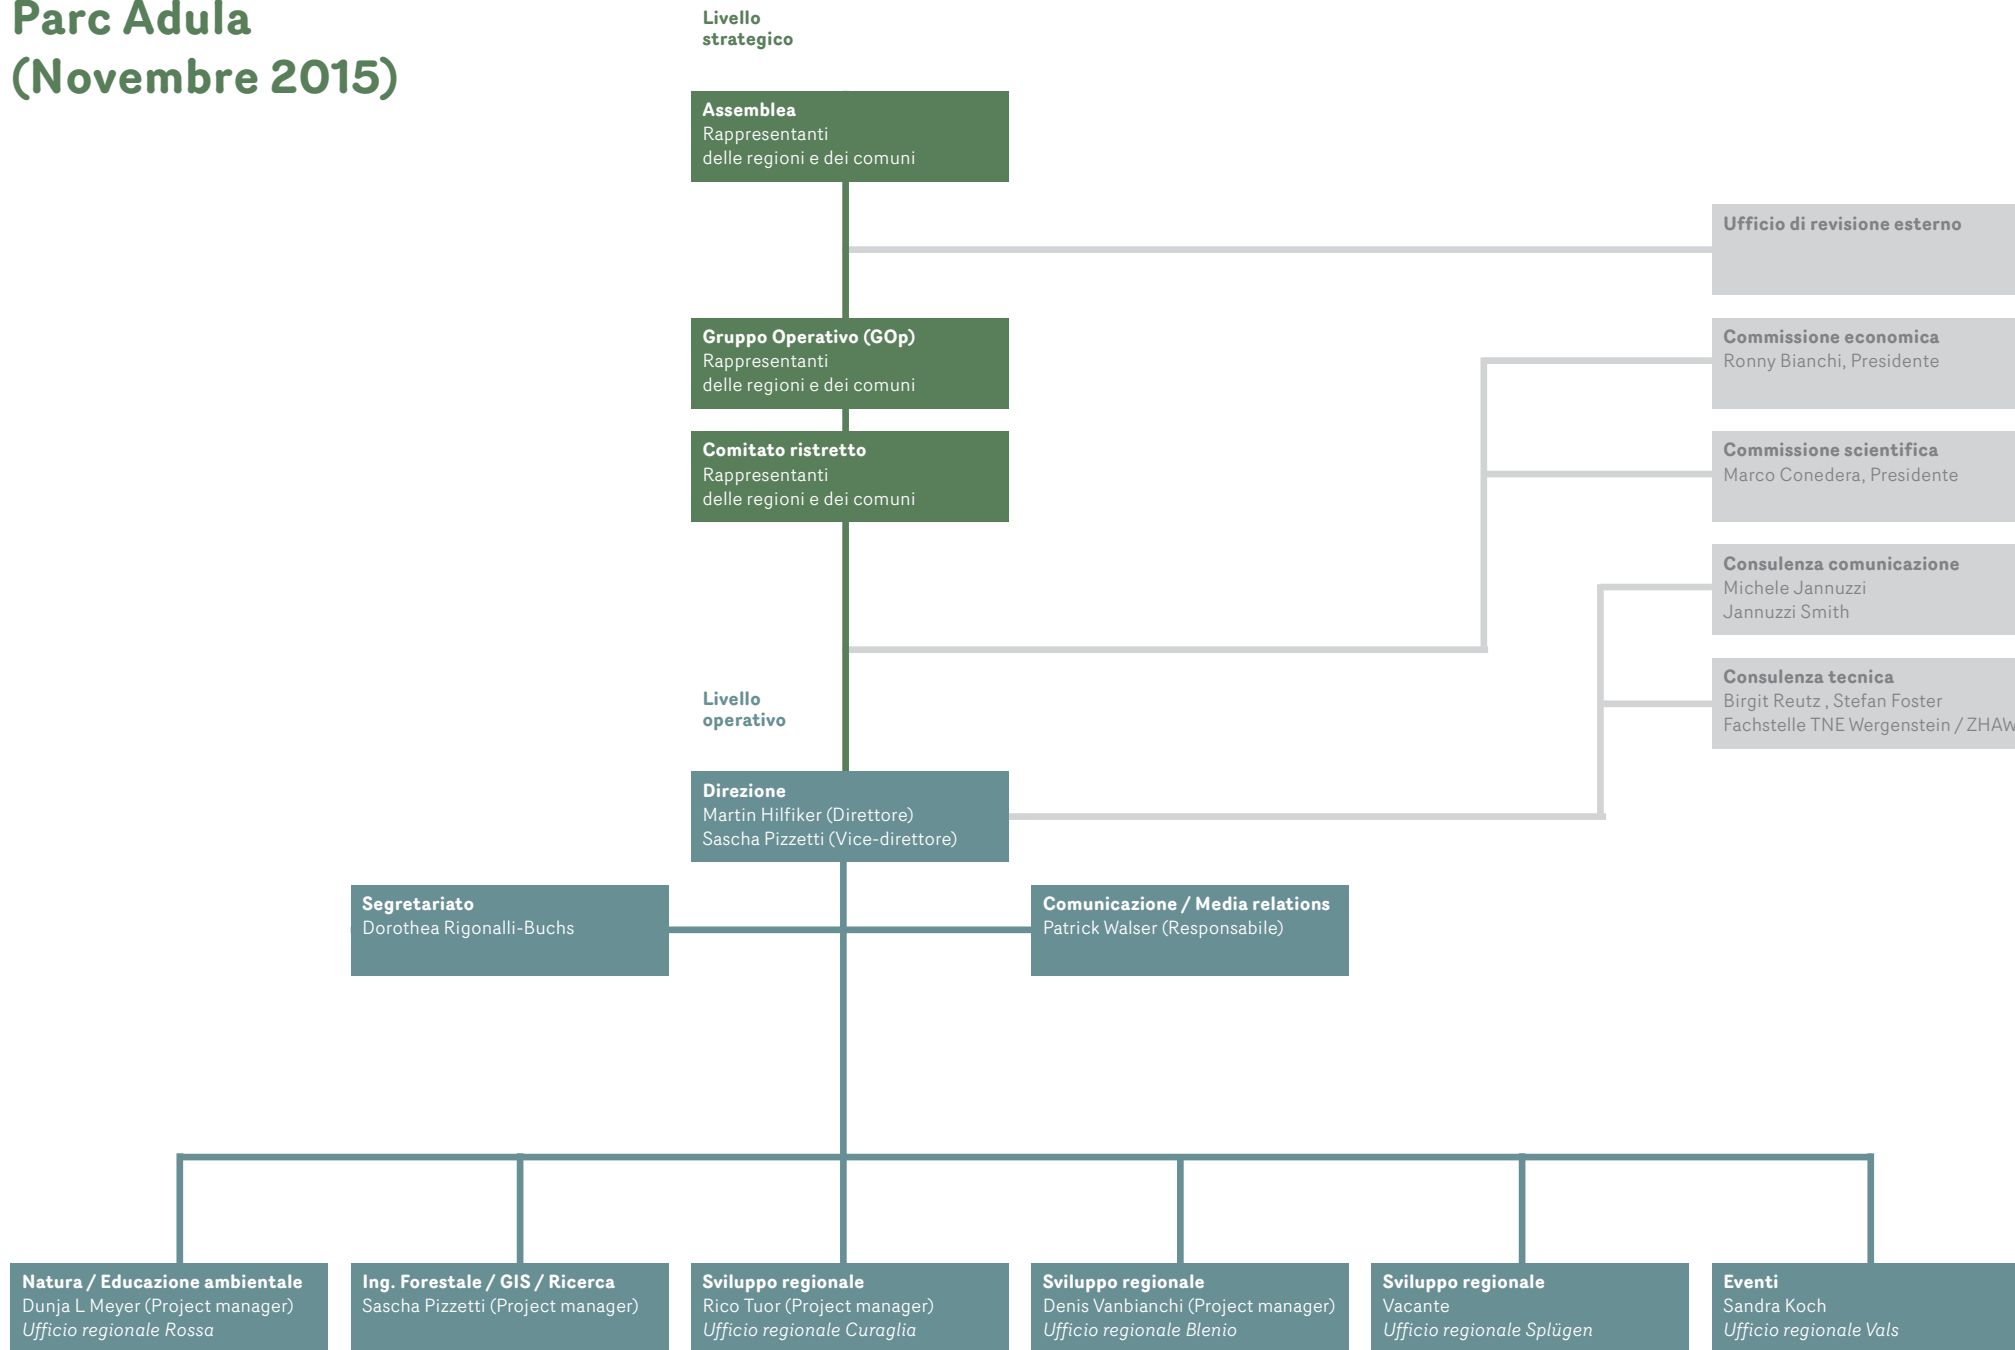 Parc Adula
(Novembre 2015)
Livello
strategico
Assemblea
Rappresentanti
delle regioni e dei comuni
Ufficio di revisione esterno
Gruppo Operativo (GOp)
Rappresentanti
delle regioni e dei comuni
Commissione economica
Ronny Bianchi, Presidente
Comitato ristretto
Rappresentanti
delle regioni e dei comuni
Commissione scientifica
Marco Conedera, Presidente
Consulenza comunicazione
Michele Jannuzzi
Jannuzzi Smith
Consulenza tecnica
Birgit Reutz , Stefan Foster
Fachstelle TNE Wergenstein / ZHAW
Livello
operativo
Direzione
Martin Hilfiker (Direttore)
Sascha Pizzetti (Vice-direttore)
Segretariato
Dorothea Rigonalli-Buchs
Comunicazione / Media relations
Patrick Walser (Responsabile)
Natura / Educazione ambientale
Dunja L Meyer (Project manager)
Ufficio regionale Rossa
Ing. Forestale / GIS / Ricerca
Sascha Pizzetti (Project manager)
Sviluppo regionale
Rico Tuor (Project manager)
Ufficio regionale Curaglia
Sviluppo regionale
Denis Vanbianchi (Project manager)
Ufficio regionale Blenio
Sviluppo regionale
Vacante
Ufficio regionale Splügen
Eventi
Sandra Koch
Ufficio regionale Vals